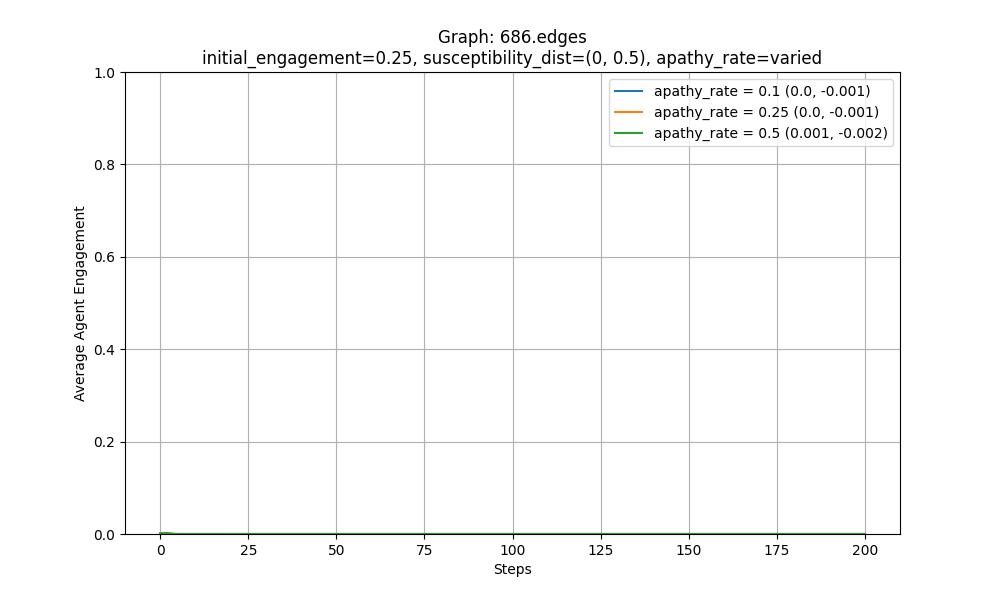 Graph: 686.edges
initial_engagement=0.25, susceptibility_dist=(0, 0.5), apathy_rate=varied
apathy_rate = 0.1 (0.0, -0.001)
apathy_rate = 0.25 (0.0, -0.001)
apathy_rate = 0.5 (0.001, -0.002)
Average Agent Engagement
1.0
0.8
0.6
0.4
0.2
0.0
0 25 50 75 100 125 150 175 200
Steps